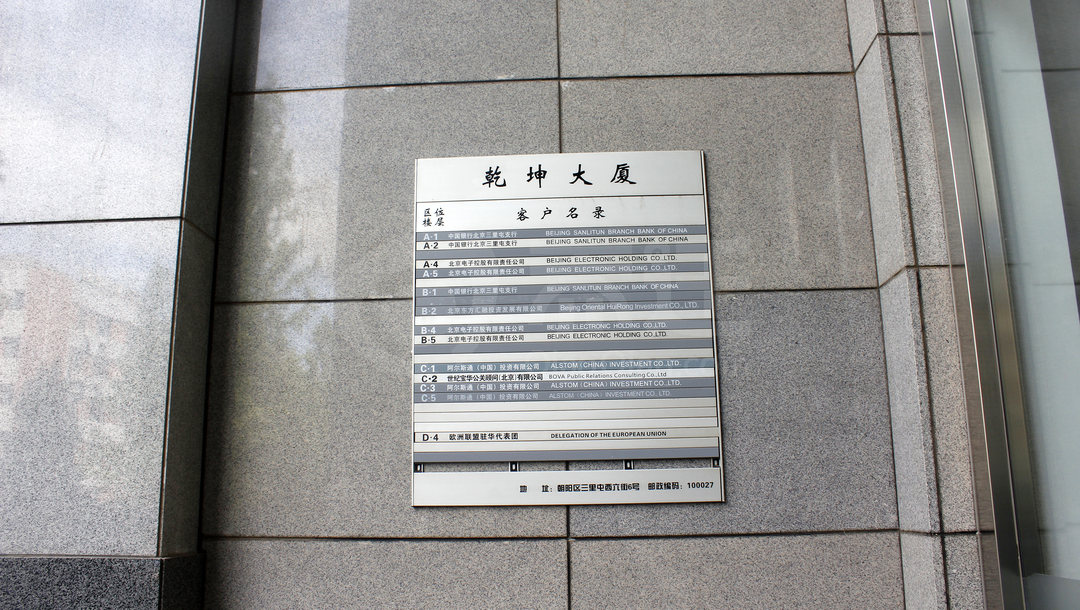 乾坤大厦
区位
楼层 客户名录
A-1 中国银行北京三里屯支行 BEIJING SANLITUN BRANCH BANK OF CHINA
A-2 中国银行北京三里屯支行 BEIJING SANLITUN BRANCH BANK OF CHINA
A-4 北京电子控股有限责任公司 BEIJING ELECTRONIC HOLDING CO.,LTD.
A-5 北京电子控股有限责任公司 BEIJING ELECTRONIC HOLDING CO.,LTD.
B-1 中国银行北京三里屯支行 BEIJING SANLITUN BRANCH BANK OF CHINA
B-2 北京东方汇融投资发展有限公司 Beijing Oriental HuiRong Investment CO., LTD.
B-4 北京电子控股有限责任公司 BEIJING ELECTRONIC HOLDING CO.,LTD.
B-5 北京电子控股有限责任公司 BEIJING ELECTRONIC HOLDING CO.,LTD.
C-1 阿尔斯通（中国）投资有限公司 ALSTOM (CHINA) INVESTMENT CO.,LTD.
C-2 世纪宝华公关顾问(北京)有限公司 BOVA Public Relations Consulting Co.,Ltd
C-3 阿尔斯通（中国）投资有限公司 ALSTOM (CHINA) INVESTMENT CO.,LTD.
C-5 阿尔斯通（中国）投资有限公司 ALSTOM (CHINA) INVESTMENT CO.,LTD.
D-4 欧洲联盟驻华代表团 DELEGATION OF THE EUROPEAN UNION
地 址：朝阳区三里屯西六街6号 邮政编码：100027